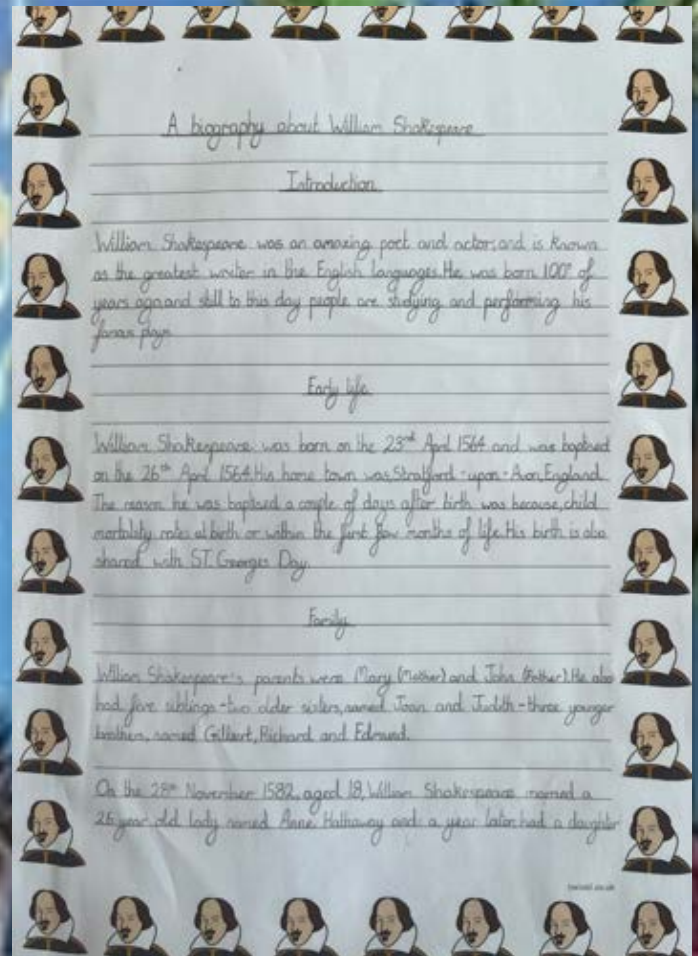 A biography about William Shakespeare
Introduction
William Shakespeare was an amazing poet and actor, and is known
as the greatest writer in the English languages. He was born 100s of
years ago and still to this day people are studying and performing his
famous plays
Early life
William Shakespeare was born on the 23rd April 1564 and was baptised
on the 26th April 1564. His home town was Stratford-upon-Avon, England.
The reason he was baptised a couple of days after birth was because, child
mortality rates at birth or within the first few months of life. His birth is also
shared with ST. Georges Day.
Family
William Shakespeare's parents were Mary (Mother) and John (Father). He also
had five siblings - two older sisters, named Joan and Judith - three younger
brothers, named Gilbert, Richard and Edmund.
On the 28th November 1582, aged 18, William Shakespeare married a
26 year old lady named Anne Hathaway and a year later had a daughter
twinkl.co.uk